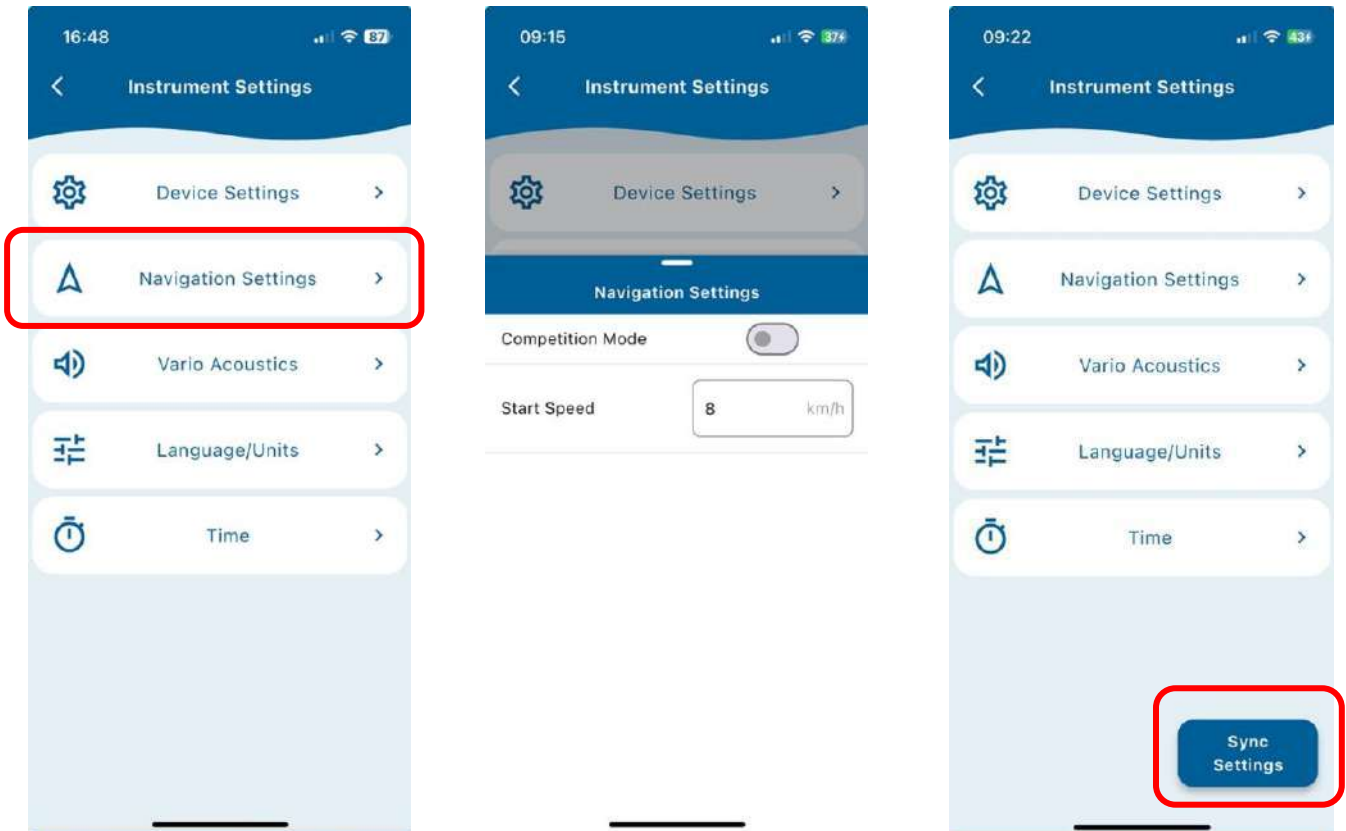 16:48
87
Instrument Settings
Device Settings
Navigation Settings
Vario Acoustics
Language/Units
Time
09:15
37
Instrument Settings
Device Settings
Navigation Settings
Competition Mode
Start Speed
8 km/h
09:22
43
Instrument Settings
Device Settings
Navigation Settings
Vario Acoustics
Language/Units
Time
Sync
Settings